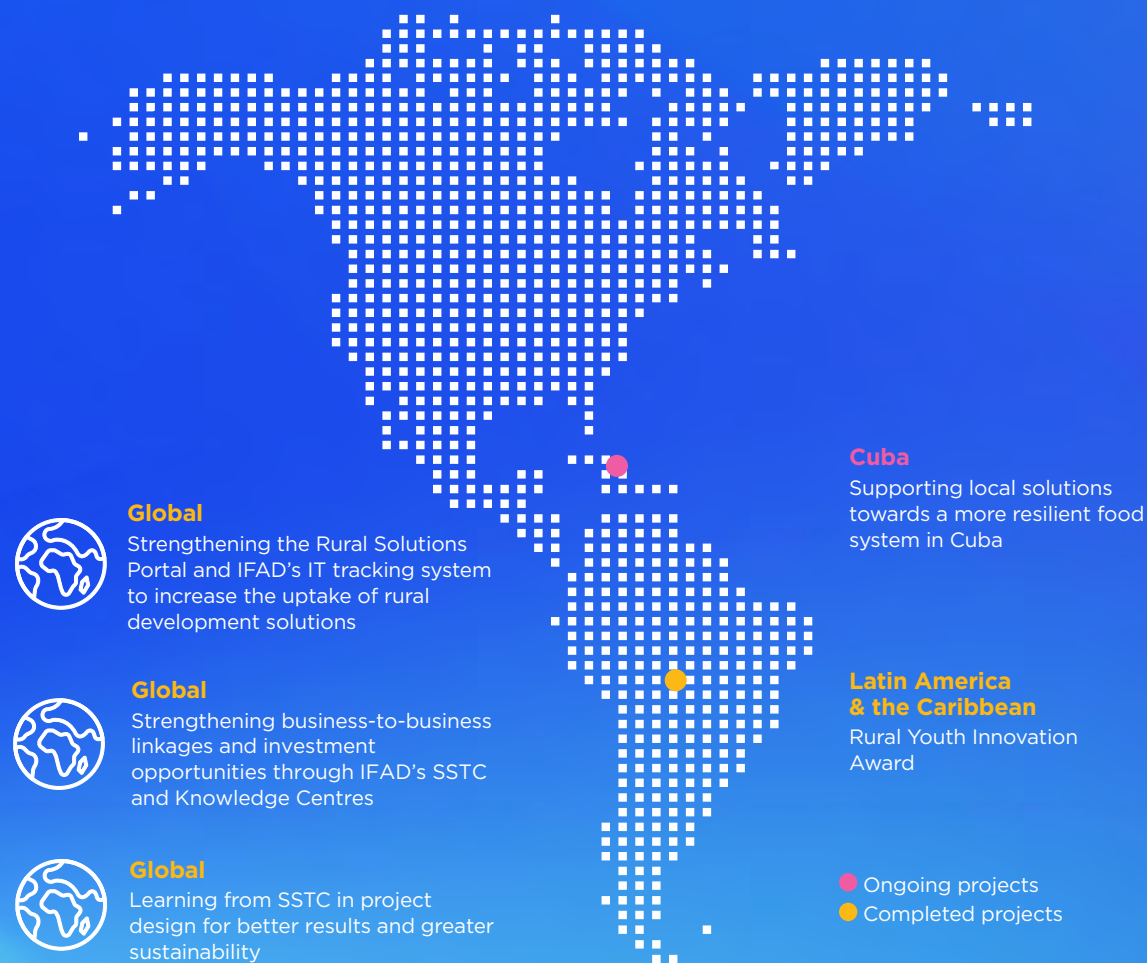 Global
Strengthening the Rural Solutions
Portal and IFAD's IT tracking system
to increase the uptake of rural
development solutions
Global
Strengthening business-to-business
linkages and investment
opportunities through IFAD's SSTC
and Knowledge Centres
Global
Learning from SSTC in project
design for better results and greater
sustainability
Cuba
Supporting local solutions
towards a more resilient food
system in Cuba
Latin America
& the Caribbean
Rural Youth Innovation
Award
Ongoing projects
Completed projects